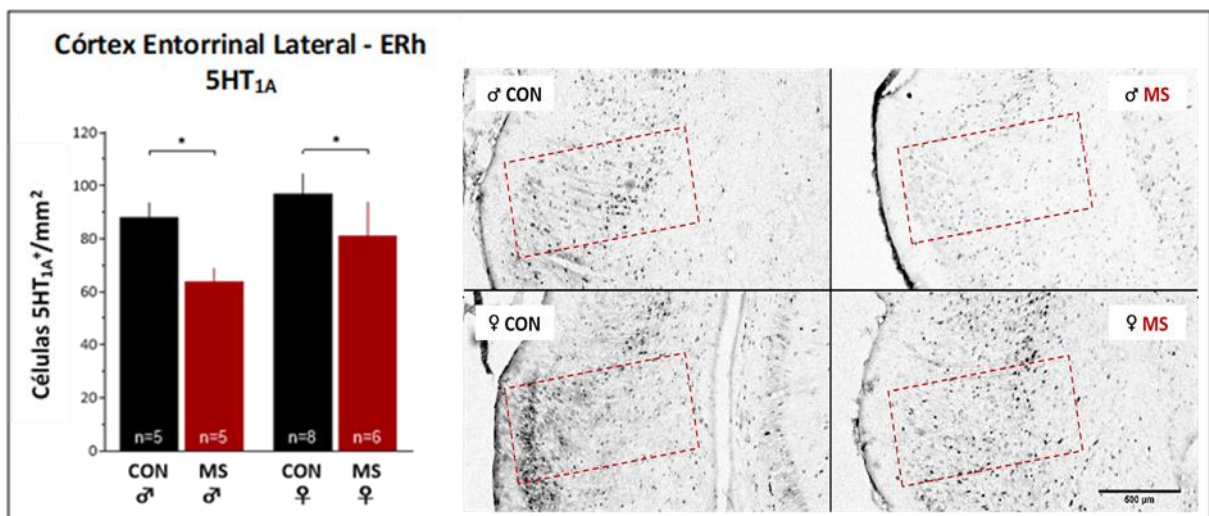 Córtex Entorrinal Lateral - ERh
5HT1A
Células 5HT1A⁺/mm²
120
100
80
60
40
20
0
*
*
n=5
n=5
n=8
n=6
CON
MS
CON
MS
♂
♂
♀
♀
♂ CON
♂ MS
♀ CON
♀ MS
500 µm